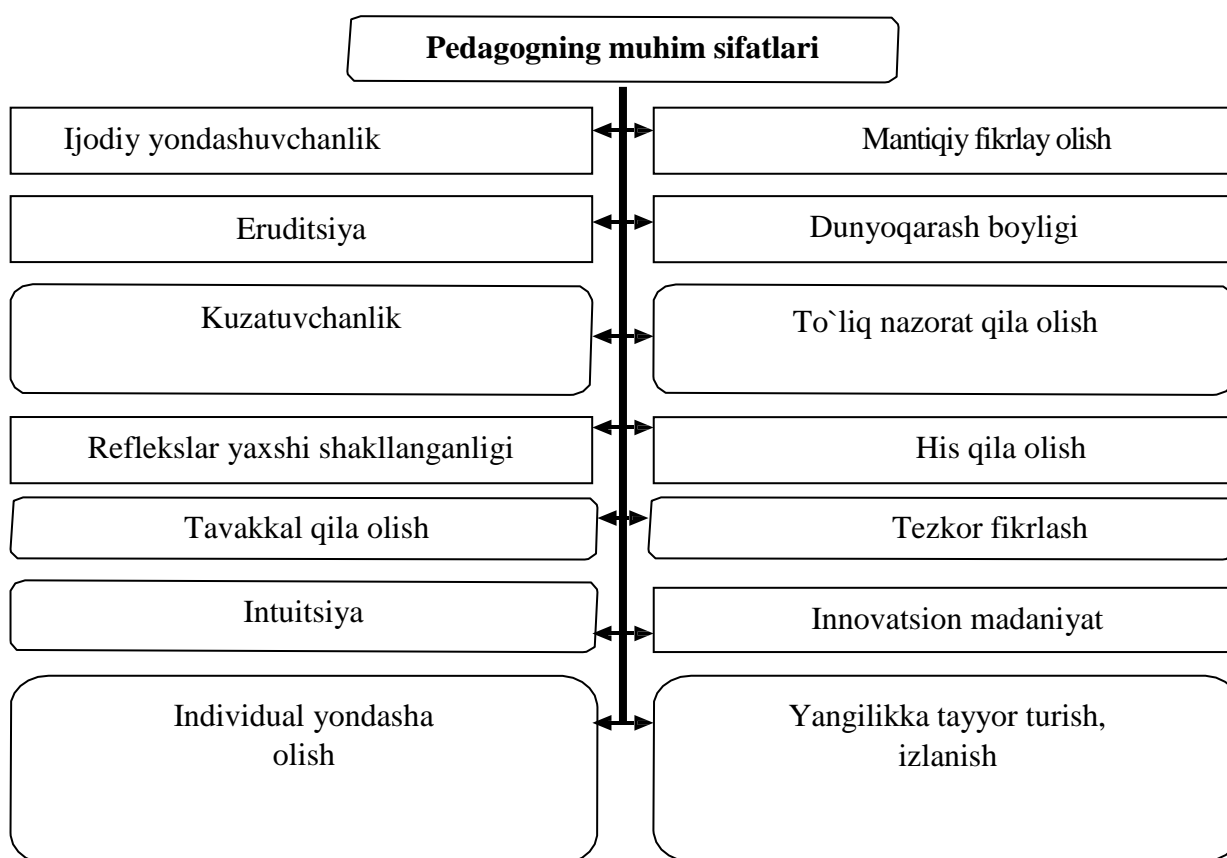 Pedagogning muhim sifatlari
Ijodiy yondashuvchanlik
Mantiqiy fikrlay olish
Eruditsiya
Dunyoqarash boyligi
Kuzatuvchanlik
To`liq nazorat qila olish
Reflekslar yaxshi shakllanganligi
His qila olish
Tavakkal qila olish
Tezkor fikrlash
Intuitsiya
Innovatsion madaniyat
Individual yondasha
olish
Yangilikka tayyor turish,
izlanish